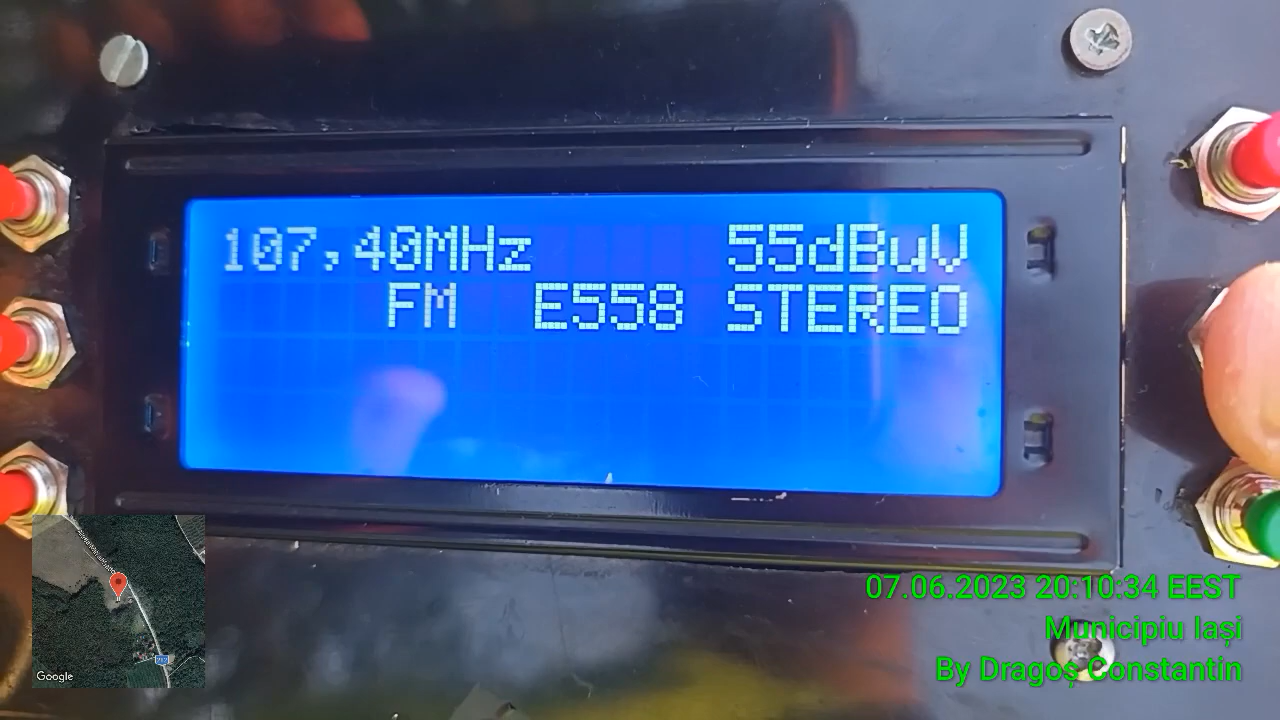 107,40MHz 55dBuV
FM E558 STEREO
07.06.2023 20:10:34 EEST
Municipiu Iași
By Dragoș Constantin
Google